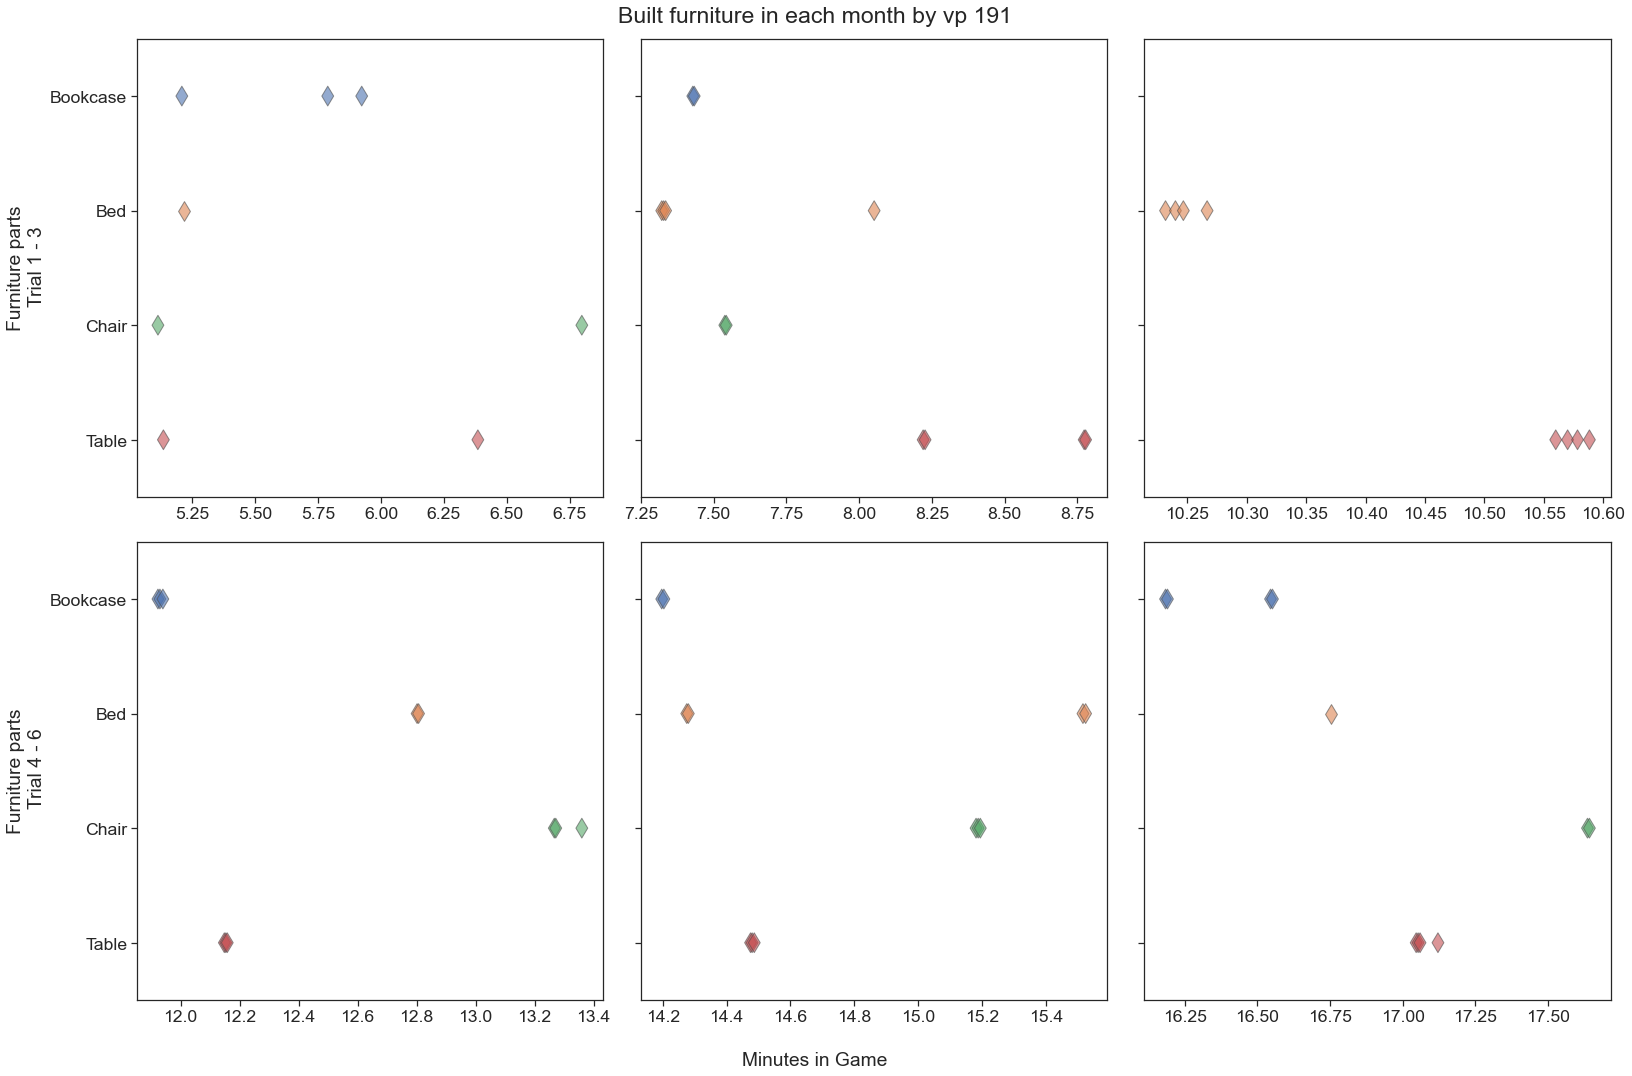 Built furniture in each month by vp 191
Furniture parts
Trial 1 - 3
Bookcase
Bed
Chair
Table
5.25 5.50 5.75 6.00 6.25 6.50 6.75
7.25 7.50 7.75 8.00 8.25 8.50 8.75
10.25 10.30 10.35 10.40 10.45 10.50 10.55 10.60
Furniture parts
Trial 4 - 6
Bookcase
Bed
Chair
Table
12.0 12.2 12.4 12.6 12.8 13.0 13.2 13.4
14.2 14.4 14.6 14.8 15.0 15.2 15.4
16.25 16.50 16.75 17.00 17.25 17.50
Minutes in Game